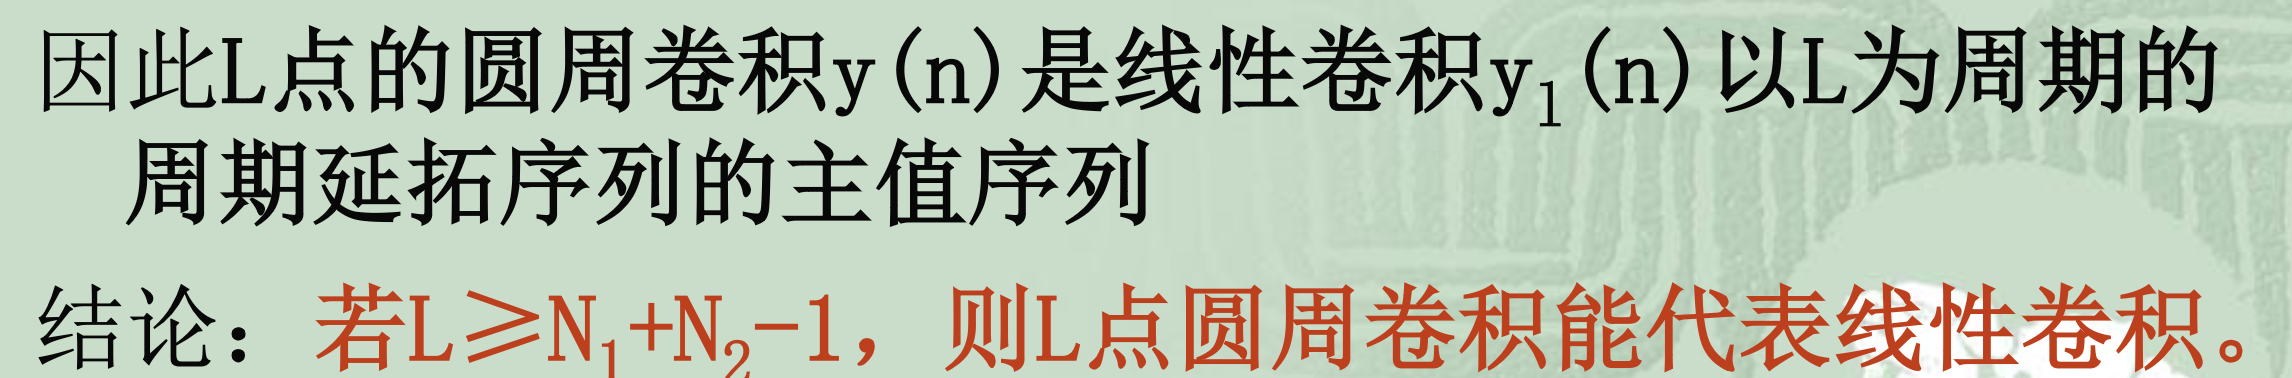 因此L点的圆周卷积y(n)是线性卷积y₁(n)以L为周期的
周期延拓序列的主值序列
结论：若L≥N₁+N₂-1，则L点圆周卷积能代表线性卷积。